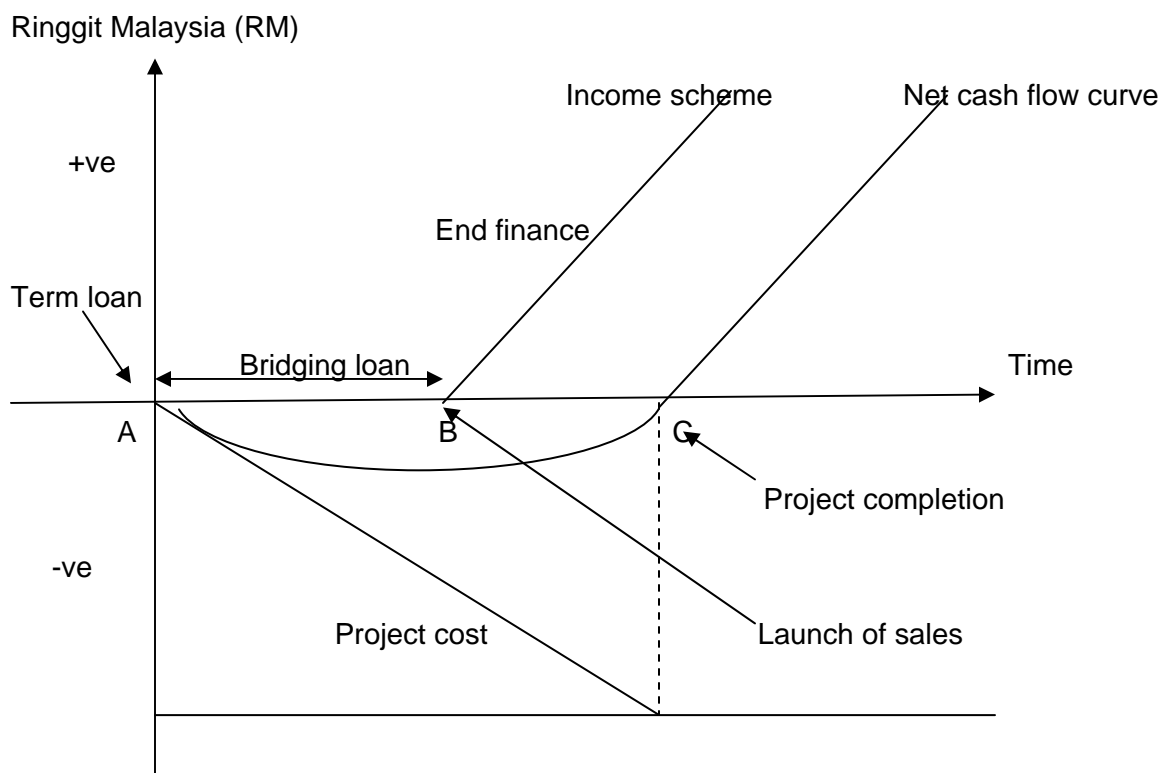 Ringgit Malaysia (RM)
Income scheme
Net cash flow curve
+ve
End finance
Term loan
Bridging loan
Time
A
B
C
Project completion
-ve
Project cost
Launch of sales